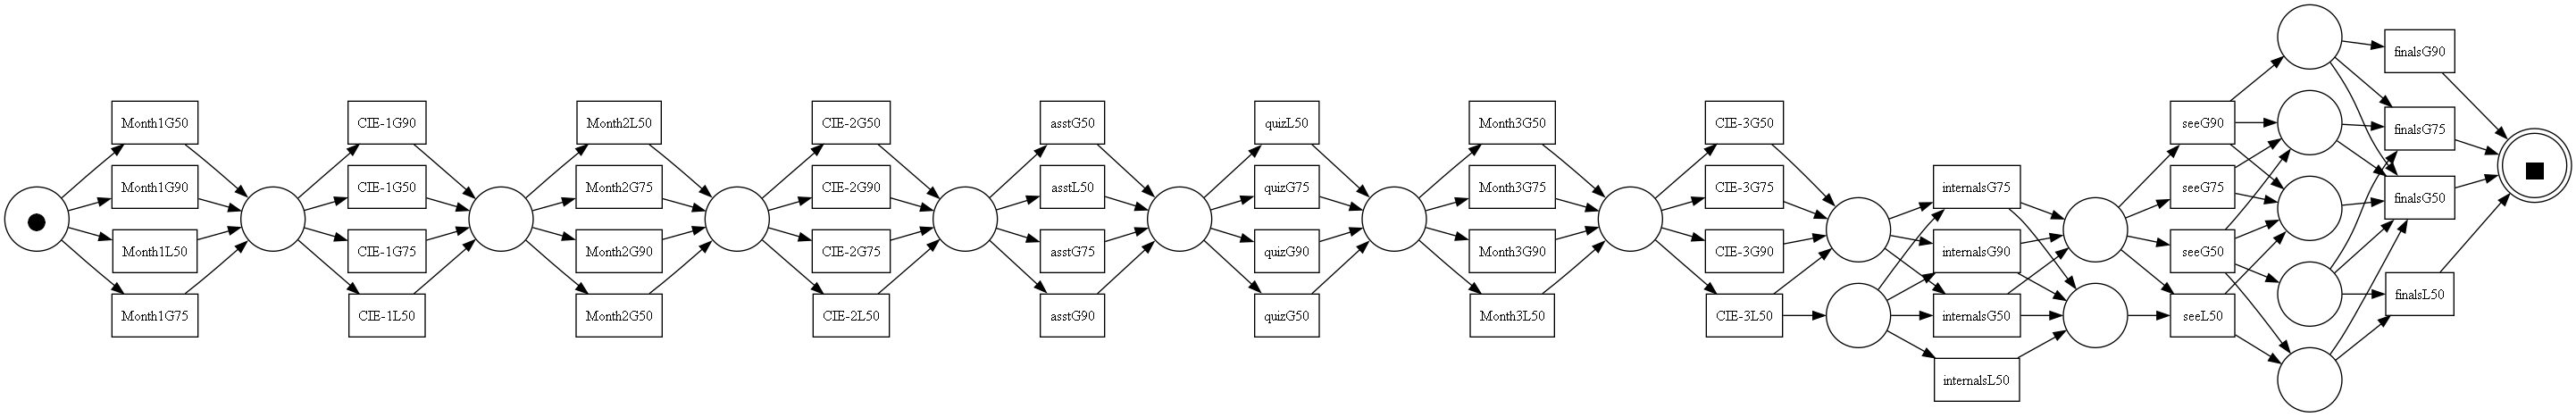 Month1G50
Month1G90
Month1L50
Month1G75
CIE-1G90
CIE-1G50
CIE-1G75
CIE-1L50
Month2L50
Month2G75
Month2G90
Month2G50
CIE-2G50
CIE-2G90
CIE-2G75
CIE-2L50
asstG50
asstL50
asstG75
asstG90
quizL50
quizG75
quizG90
quizG50
Month3G50
Month3G75
Month3G90
Month3L50
CIE-3G50
CIE-3G75
CIE-3G90
CIE-3L50
internalsG75
internalsG90
internalsG50
internalsL50
seeG90
seeG75
seeG50
seeL50
finalsG90
finalsG75
finalsG50
finalsL50